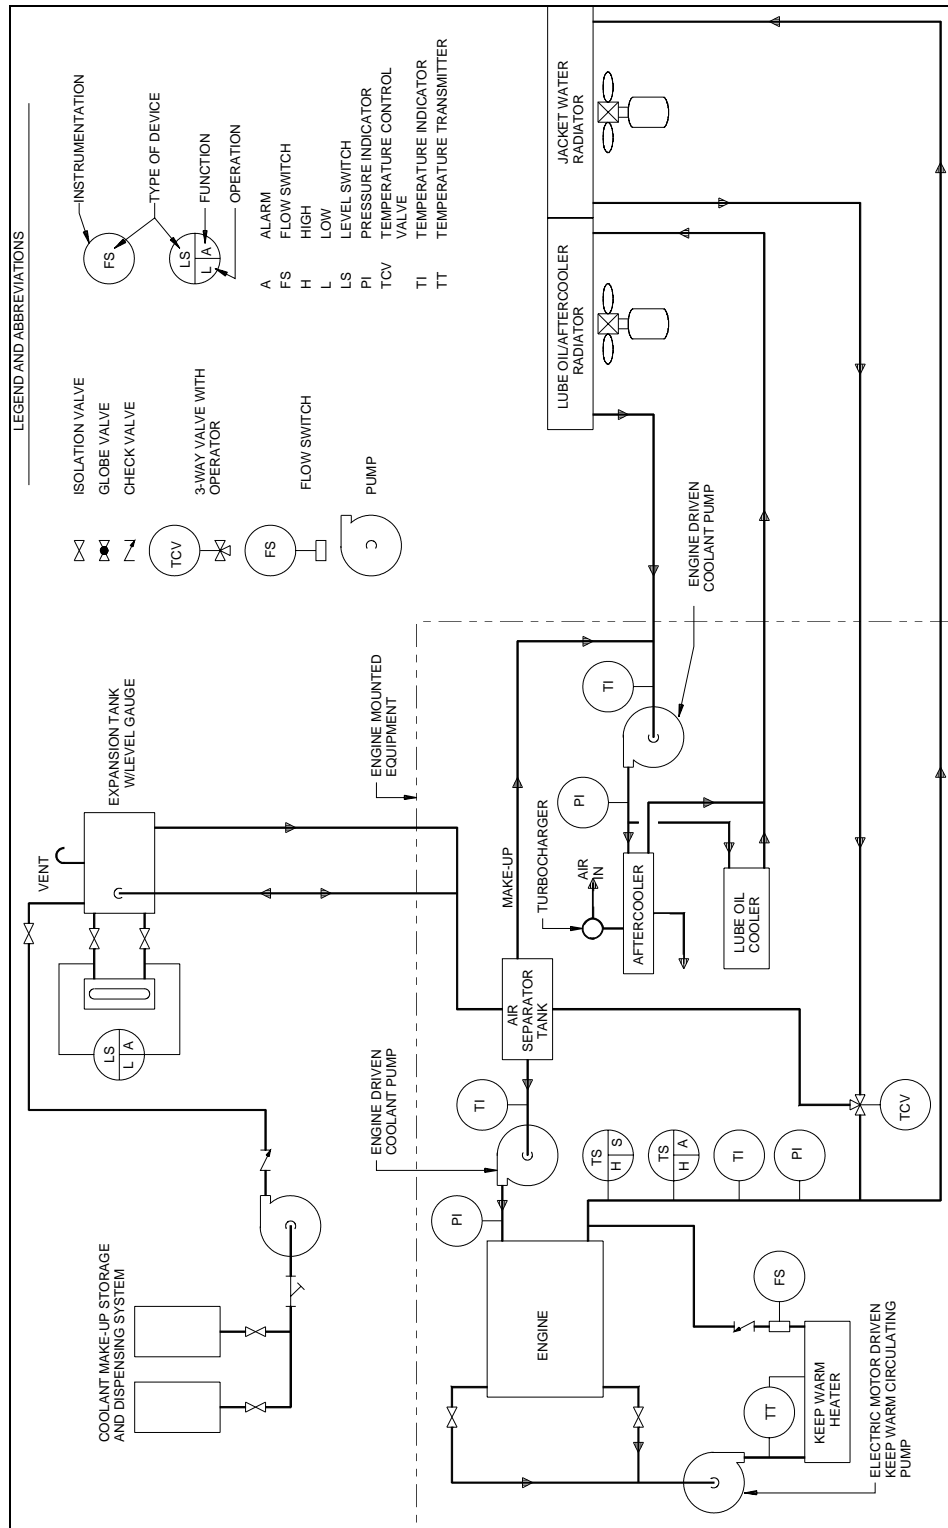 LEGEND AND ABBREVIATIONS
ISOLATION VALVE
GLOBE VALVE
CHECK VALVE
TCV
3-WAY VALVE WITH
OPERATOR
FS
FLOW SWITCH
PUMP
FS
INSTRUMENTATION
LS
L
A
TYPE OF DEVICE
FUNCTION
OPERATION
A ALARM
FS FLOW SWITCH
H HIGH
L LOW
LS LEVEL SWITCH
PI PRESSURE INDICATOR
TCV TEMPERATURE CONTROL
VALVE
TI TEMPERATURE INDICATOR
TT TEMPERATURE TRANSMITTER
COOLANT MAKE-UP STORAGE
AND DISPENSING SYSTEM
LS
L
A
VENT
EXPANSION TANK
W/LEVEL GAUGE
ENGINE MOUNTED
EQUIPMENT
ENGINE DRIVEN
COOLANT PUMP
PI
TI
ENGINE
AIR
SEPARATOR
TANK
MAKE-UP
TURBOCHARGER
AIR
IN
AFTERCOOLER
PI
TI
ENGINE DRIVEN
COOLANT PUMP
LUBE OIL
COOLER
LUBE OIL/AFTERCOOLER
RADIATOR
JACKET WATER
RADIATOR
TS
H
S
TS
H
A
TI
PI
TCV
FS
TT
KEEP WARM
HEATER
ELECTRIC MOTOR DRIVEN
KEEP WARM CIRCULATING
PUMP